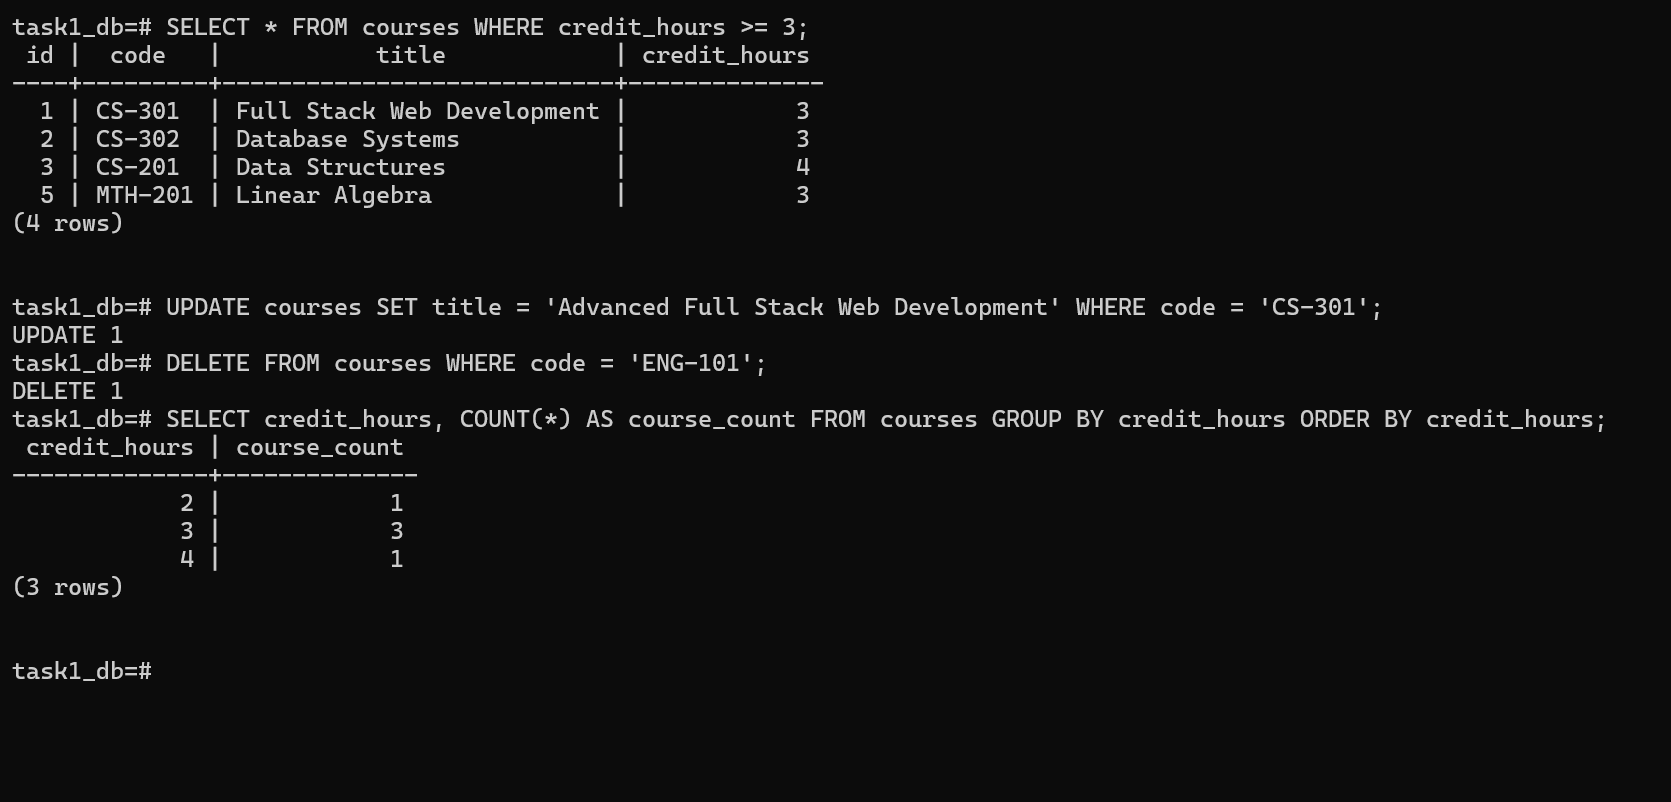 task1_db=# SELECT * FROM courses WHERE credit_hours >= 3;
 id |  code   |           title            | credit_hours
----+---------+----------------------------+--------------
  1 | CS-301  | Full Stack Web Development |            3
  2 | CS-302  | Database Systems           |            3
  3 | CS-201  | Data Structures            |            4
  5 | MTH-201 | Linear Algebra             |            3
(4 rows)
task1_db=# UPDATE courses SET title = 'Advanced Full Stack Web Development' WHERE code = 'CS-301';
UPDATE 1
task1_db=# DELETE FROM courses WHERE code = 'ENG-101';
DELETE 1
task1_db=# SELECT credit_hours, COUNT(*) AS course_count FROM courses GROUP BY credit_hours ORDER BY credit_hours;
 credit_hours | course_count
--------------+--------------
            2 |            1
            3 |            3
            4 |            1
(3 rows)
task1_db=#